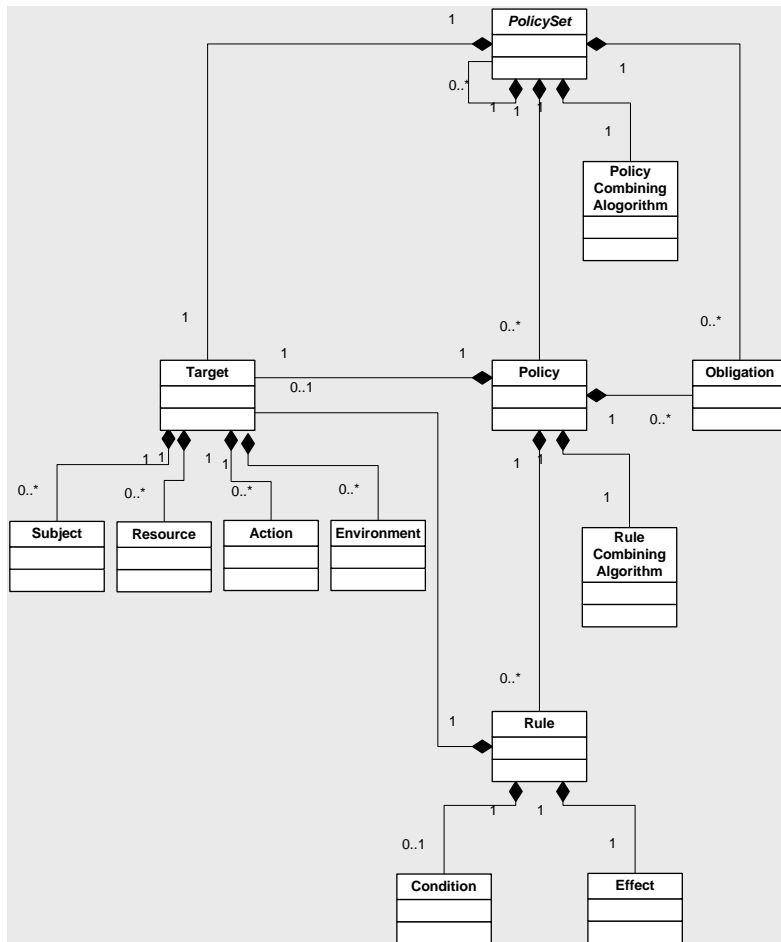 1
PolicySet
1
0..*
1
1
1
1
Policy
Combining
Alogorithm
1
0..*
0..*
Target
1
1
Policy
Obligation
0..1
1
0..*
1
1
1
1
1
1
0..*
0..*
0..*
0..*
1
Subject
Resource
Action
Environment
Rule
Combining
Algorithm
0..*
1
Rule
1
1
0..1
1
Condition
Effect